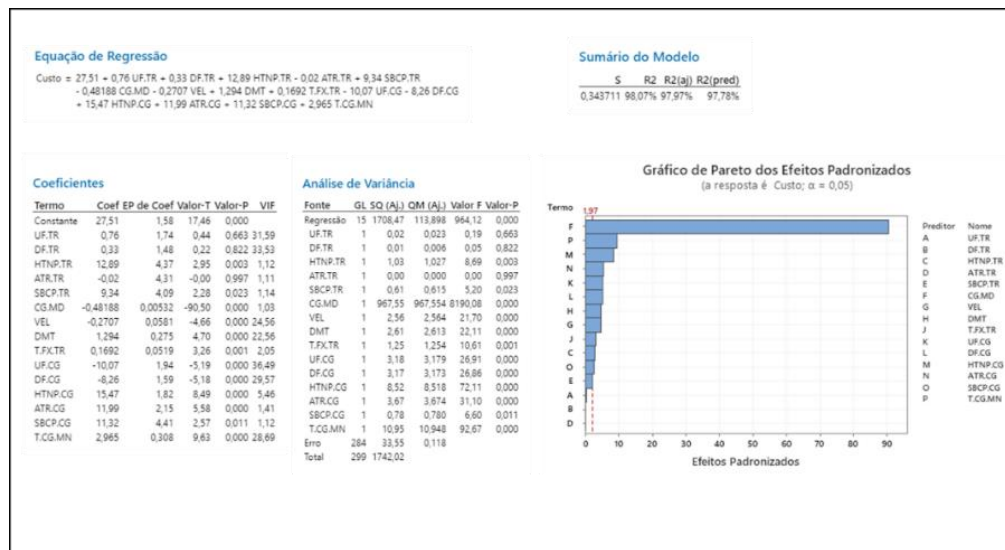 Equação de Regressão
Custo = 27,51 + 0,76 UF.TR + 0,33 DF.TR + 12,89 HTNP.TR - 0,02 ATR.TR + 9,34 SBCP.TR
- 0,48188 CG.MD - 0,2707 VEL + 1,294 DMT + 0,1692 T.FX.TR - 10,07 UF.CG - 8,26 DF.CG
+ 15,47 HTNP.CG + 11,99 ATR.CG + 11,32 SBCP.CG + 2,965 T.CG.MN
Sumário do Modelo
S R2 R2(aj) R2(pred)
0,343711 98,07% 97,97% 97,78%
Coeficientes
Termo Coef EP de Coef Valor-T Valor-P VIF
Constante 27,51 1,58 17,46 0,000
UF.TR 0,76 1,74 0,44 0,663 31,59
DF.TR 0,33 1,48 0,22 0,822 33,53
HTNP.TR 12,89 4,37 2,95 0,003 1,12
ATR.TR -0,02 4,31 -0,00 0,997 1,11
SBCP.TR 9,34 4,09 2,28 0,023 1,14
CG.MD -0,48188 0,00532 -90,50 0,000 1,03
VEL -0,2707 0,0581 -4,66 0,000 24,56
DMT 1,294 0,275 4,70 0,000 22,56
T.FX.TR 0,1692 0,0519 3,26 0,001 2,05
UF.CG -10,07 1,94 -5,19 0,000 36,49
DF.CG -8,26 1,59 -5,18 0,000 29,57
HTNP.CG 15,47 1,82 8,49 0,000 5,46
ATR.CG 11,99 2,15 5,58 0,000 1,41
SBCP.CG 11,32 4,41 2,57 0,011 1,12
T.CG.MN 2,965 0,308 9,63 0,000 28,69
Análise de Variância
Fonte GL SQ (Aj.) QM (Aj.) Valor F Valor-P
Regressão 15 1708,47 113,898 964,12 0,000
UF.TR 1 0,02 0,023 0,19 0,663
DF.TR 1 0,01 0,006 0,05 0,822
HTNP.TR 1 1,03 1,027 8,69 0,003
ATR.TR 1 0,00 0,000 0,00 0,997
SBCP.TR 1 0,61 0,615 5,20 0,023
CG.MD 1 967,55 967,554 8190,08 0,000
VEL 1 2,56 2,564 21,70 0,000
DMT 1 2,61 2,613 22,11 0,000
T.FX.TR 1 1,25 1,254 10,61 0,001
UF.CG 1 3,18 3,179 26,91 0,000
DF.CG 1 3,17 3,173 26,86 0,000
HTNP.CG 1 8,52 8,518 72,11 0,000
ATR.CG 1 3,67 3,674 31,10 0,000
SBCP.CG 1 0,78 0,780 6,60 0,011
T.CG.MN 1 10,95 10,948 92,67 0,000
Erro 284 33,55 0,118
Total 299 1742,02
Gráfico de Pareto dos Efeitos Padronizados
(a resposta é Custo; α = 0,05)
Termo
1,97
F
P
M
N
K
L
H
G
J
C
O
E
A
B
D
0 10 20 30 40 50 60 70 80 90
Efeitos Padronizados
Preditor Nome
A UF.TR
B DF.TR
C HTNP.TR
D ATR.TR
E SBCP.TR
F CG.MD
G VEL
H DMT
J T.FX.TR
K UF.CG
L DF.CG
M HTNP.CG
N ATR.CG
O SBCP.CG
P T.CG.MN